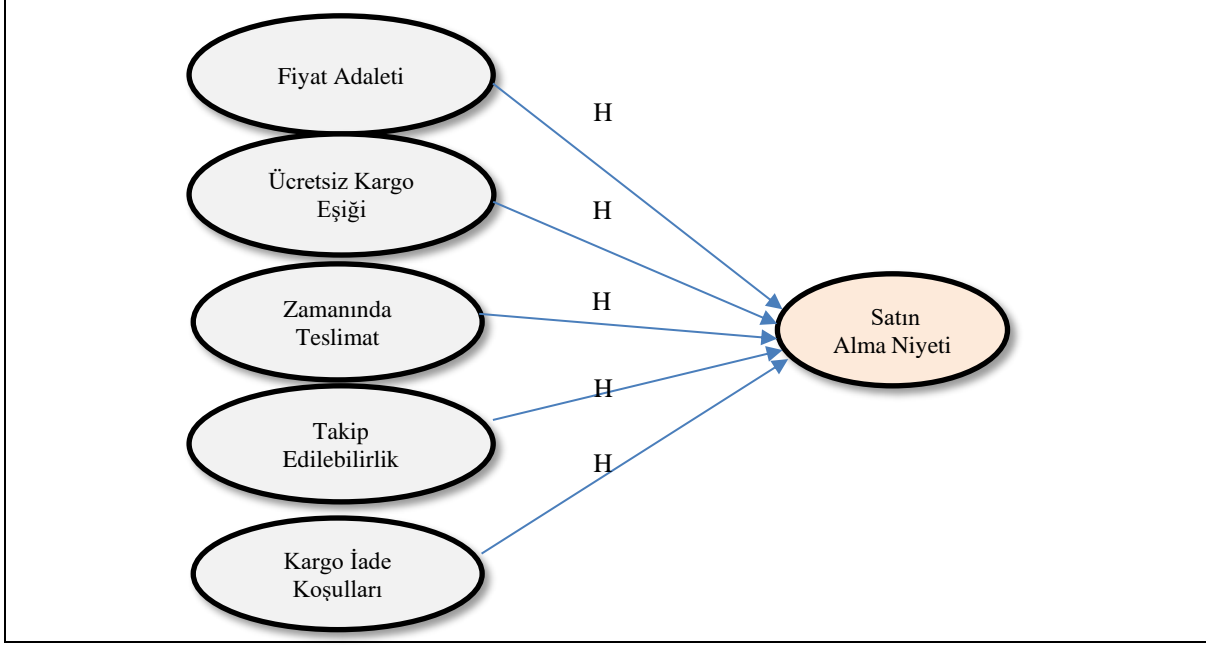 Fiyat Adaleti
H
Ücretsiz Kargo
Eşiği
H
Zamanında
Teslimat
H
Satın
Alma Niyeti
Takip
Edilebilirlik
H
Kargo İade
Koşulları
H